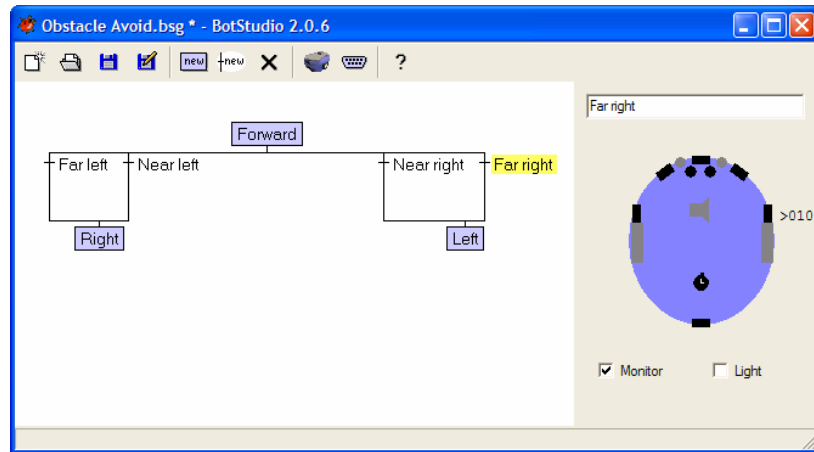 Obstacle Avoid.bsg * - BotStudio 2.0.6
new new ?
Far right
Forward
Far left Near left Near right Far right
>010
Right Left
Monitor Light